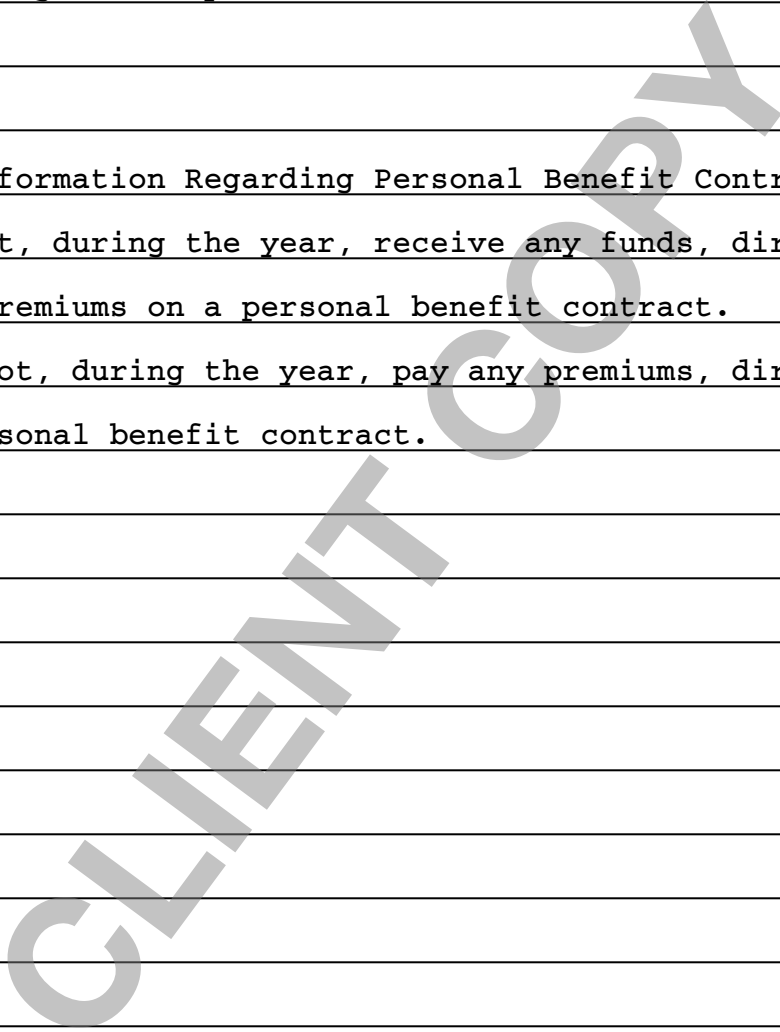 formation Regarding Personal Benefit Contr
t, during the year, receive any funds, dir
remiums on a personal benefit contract.
ot, during the year, pay any premiums, dir
sonal benefit contract.
CLIENT COPY